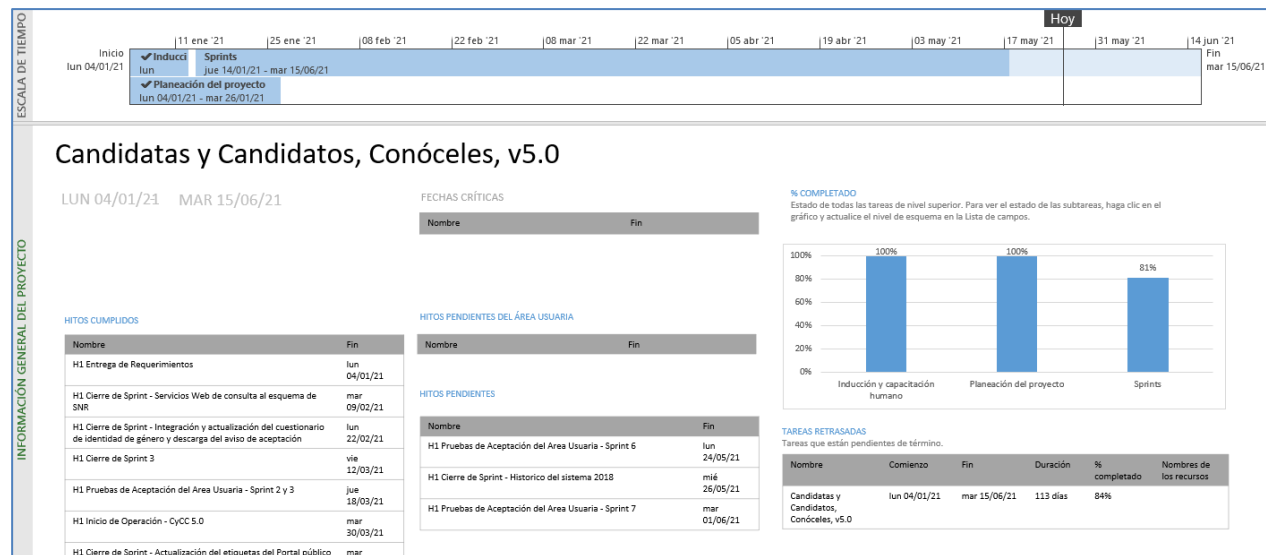 ESCALA DE TIEMPO
Hoy
11 ene '21
25 ene '21
08 feb '21
22 feb '21
08 mar '21
22 mar '21
05 abr '21
19 abr '21
03 may '21
17 may '21
31 may '21
14 jun '21
Inicio
lun 04/01/21
Inducci
lun
Sprints
jue 14/01/21 - mar 15/06/21
Fin
mar 15/06/21
Planeación del proyecto
lun 04/01/21 - mar 26/01/21
INFORMACIÓN GENERAL DEL PROYECTO
Candidatas y Candidatos, Conóceles, v5.0
LUN 04/01/21 - MAR 15/06/21
FECHAS CRÍTICAS
Nombre Fin
% COMPLETADO
Estado de todas las tareas de nivel superior. Para ver el estado de las subtareas, haga clic en el
gráfico y actualice el nivel de esquema en la Lista de campos.
100%
80%
60%
40%
20%
0%
100%
100%
81%
Inducción y capacitación
humano
Planeación del proyecto
Sprints
HITOS CUMPLIDOS
Nombre Fin
H1 Entrega de Requerimientos lun
04/01/21
H1 Cierre de Sprint - Servicios Web de consulta al esquema de mar
SNR 09/02/21
H1 Cierre de Sprint - Integración y actualización del cuestionario lun
de identidad de género y descarga del aviso de aceptación 22/02/21
H1 Cierre de Sprint 3 vie
12/03/21
H1 Pruebas de Aceptación del Area Usuaria - Sprint 2 y 3 jue
18/03/21
H1 Inicio de Operación - CyCC 5.0 mar
30/03/21
H1 Cierre de Sprint - Actualización del etiquetas del Portal público mar
HITOS PENDIENTES DEL ÁREA USUARIA
Nombre Fin
HITOS PENDIENTES
Nombre Fin
H1 Pruebas de Aceptación del Area Usuaria - Sprint 6 lun
24/05/21
H1 Cierre de Sprint - Historico del sistema 2018 mié
26/05/21
H1 Pruebas de Aceptación del Area Usuaria - Sprint 7 mar
01/06/21
TAREAS RETRASADAS
Tareas que están pendientes de término.
Nombre Comienzo Fin Duración % Nombres de
completado los recursos
Candidatas y lun 04/01/21 mar 15/06/21 113 días 84%
Candidatos,
Conóceles, v5.0